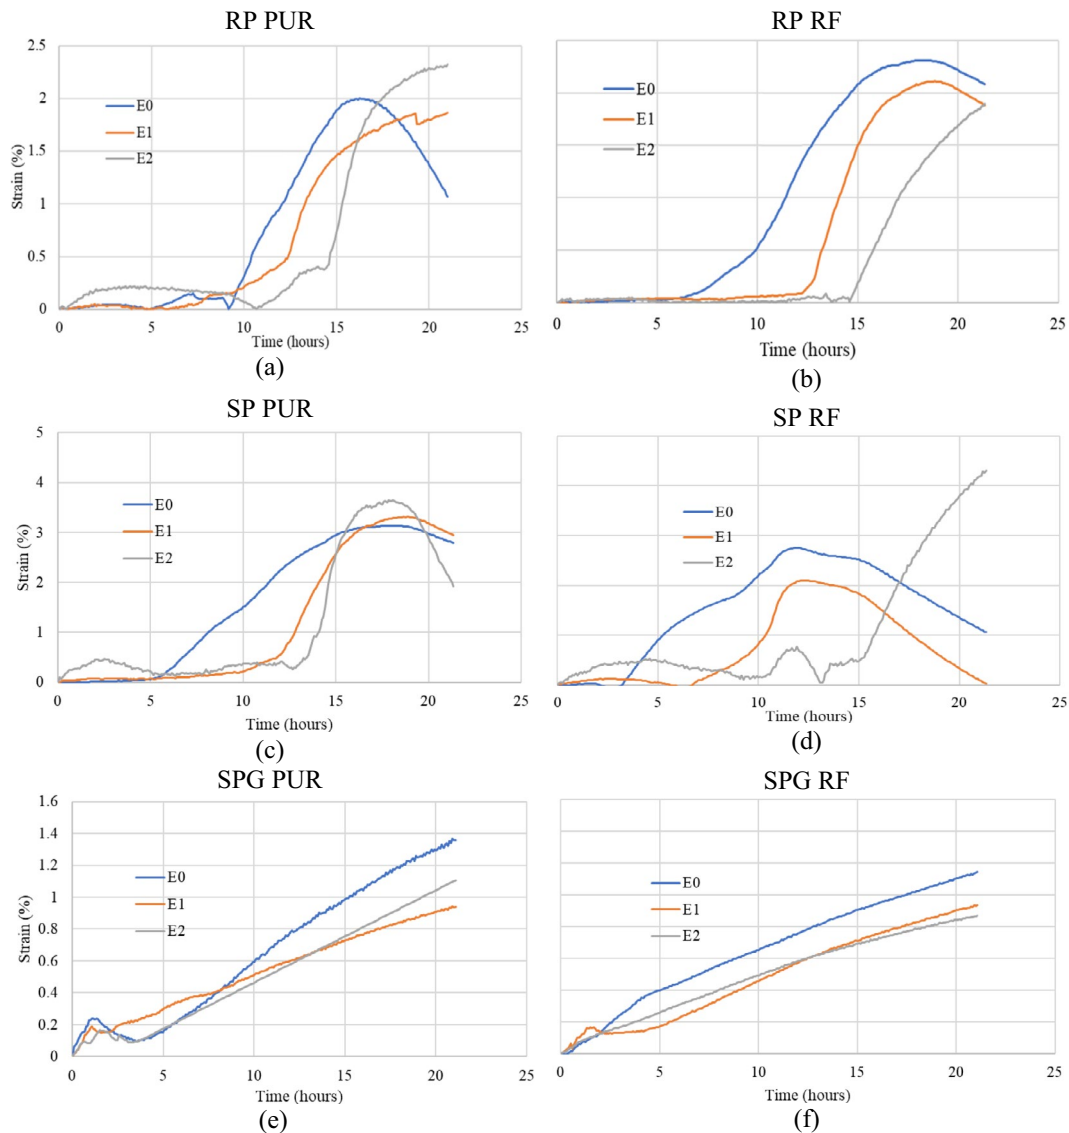 RP PUR
2.5
2
1.5
1
0.5
0
Strain (%)
E0
E1
E2
0 5 10 15 20 25
Time (hours)
(a)
RP RF
E0
E1
E2
0 5 10 15 20 25
Time (hours)
(b)
SP PUR
5
4
3
2
1
0
Strain (%)
E0
E1
E2
0 5 10 15 20 25
Time (hours)
(c)
SP RF
E0
E1
E2
0 5 10 15 20 25
Time (hours)
(d)
SPG PUR
1.6
1.4
1.2
1
0.8
0.6
0.4
0.2
0
Strain (%)
E0
E1
E2
0 5 10 15 20 25
Time (hours)
(e)
SPG RF
E0
E1
E2
0 5 10 15 20 25
Time (hours)
(f)